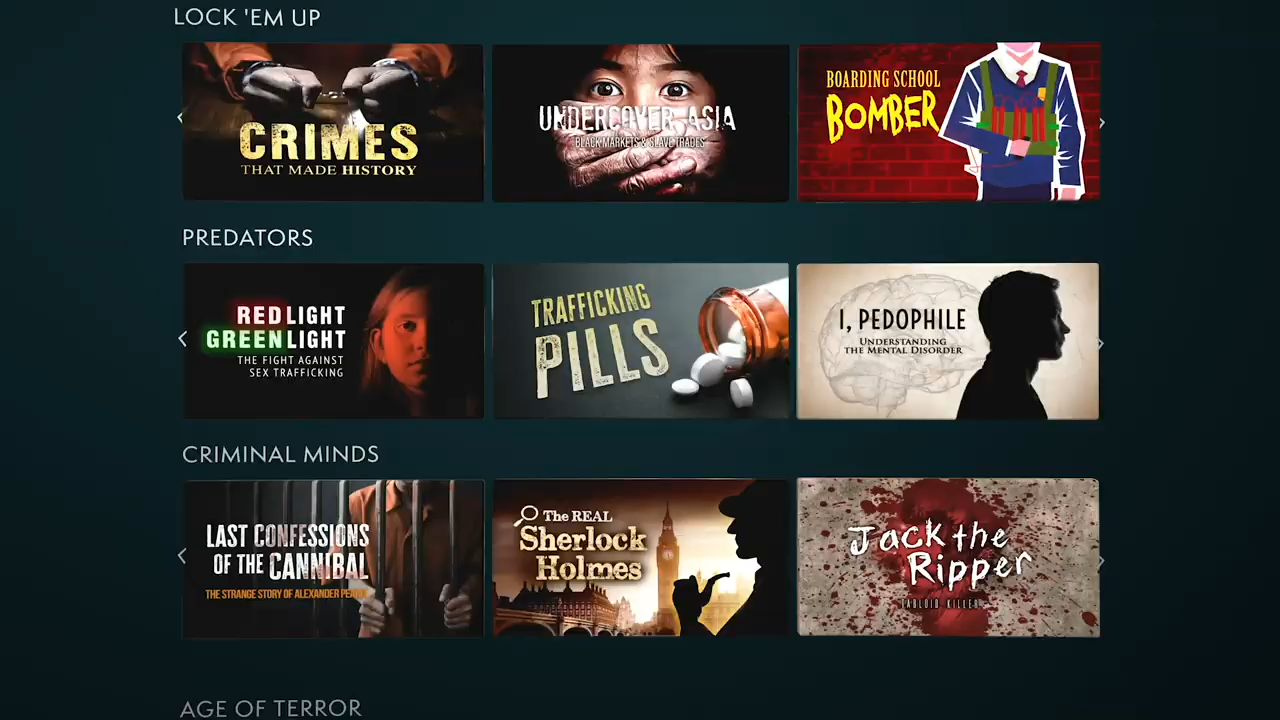 LOCK 'EM UP
CRIMES
THAT MADE HISTORY
UNDERCOVER ASIA
BLACK MARKETS & SLAVE TRADES
BOARDING SCHOOL
BOMBER
PREDATORS
RED LIGHT
GREEN LIGHT
THE FIGHT AGAINST
SEX TRAFFICKING
TRAFFICKING
PILLS
I, PEDOPHILE
UNDERSTANDING
THE MENTAL DISORDER
CRIMINAL MINDS
LAST CONFESSIONS
OF THE CANNIBAL
THE STRANGE STORY OF ALEXANDER
The REAL
Sherlock
Holmes
Jack the
Ripper
TABLOID KILLER
AGE OF TERROR